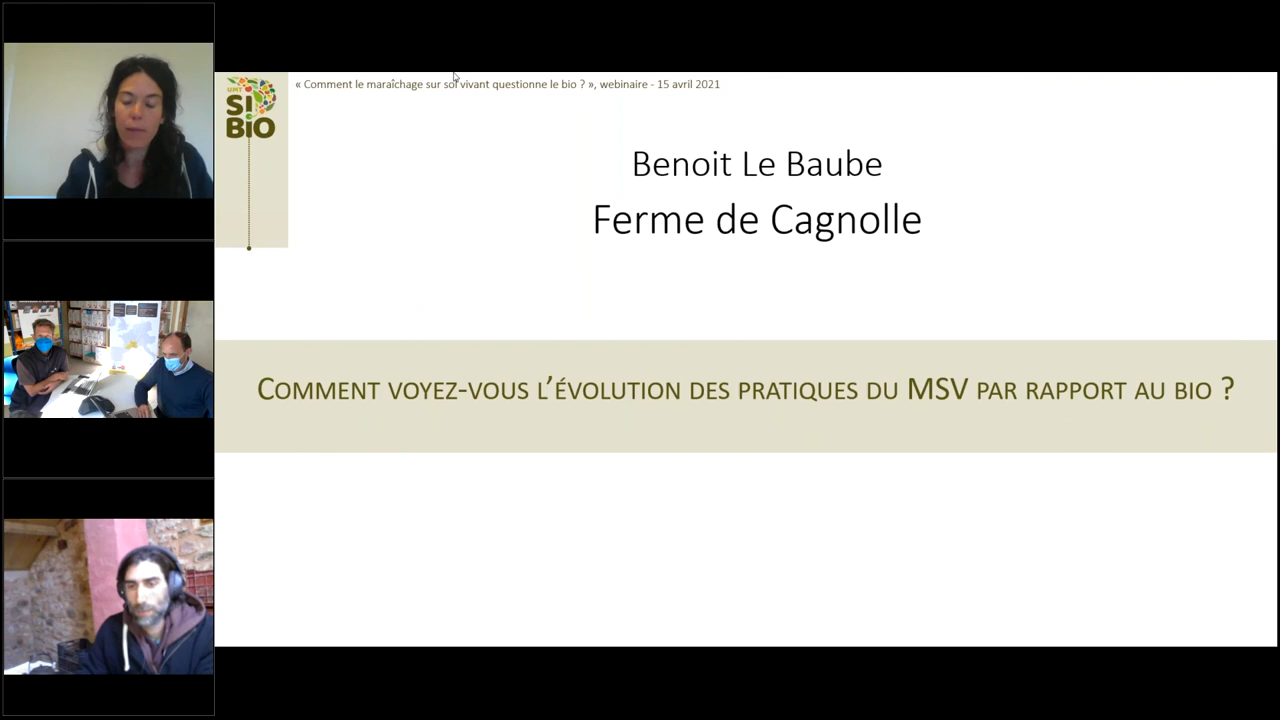 « Comment le maraîchage sur sol vivant questionne le bio ? », webinaire - 15 avril 2021
UMT
SI
BIO
Benoit Le Baube
Ferme de Cagnolle
COMMENT VOYEZ-VOUS L'ÉVOLUTION DES PRATIQUES DU MSV PAR RAPPORT AU BIO ?